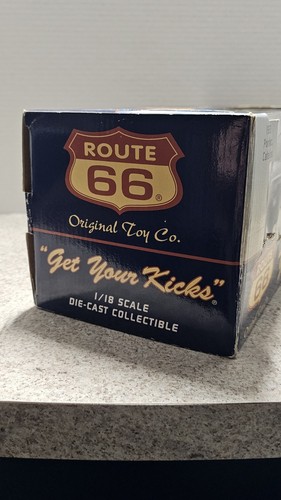 ROUTE
66®
Original Toy Co.
"Get Your Kicks"®
1/18 SCALE
DIE-CAST COLLECTIBLE